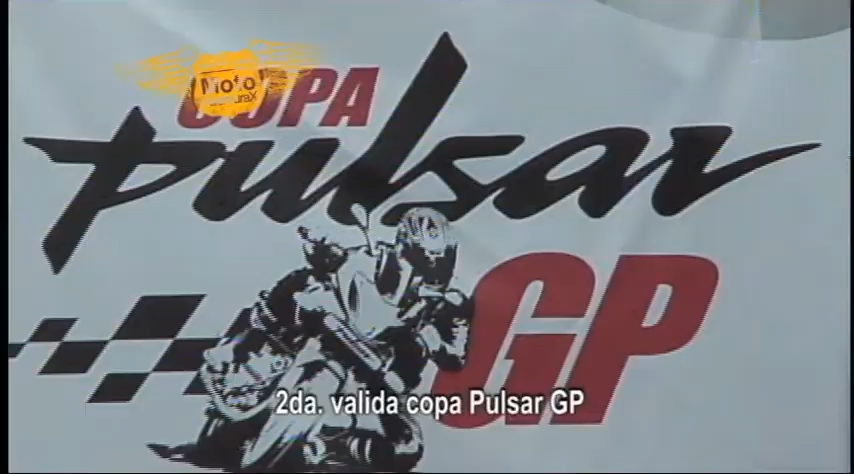 Moto
COPA
Pulsar
GP
2da. valida copa Pulsar GP